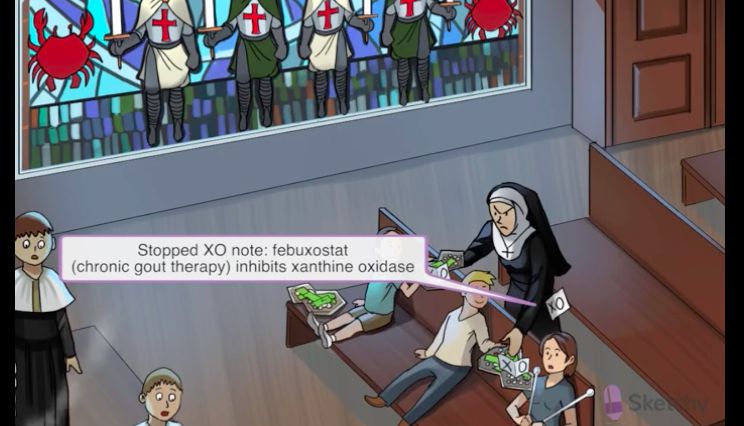 Stopped XO note: febuxostat
(chronic gout therapy) inhibits xanthine oxidase
XO
XO
Sketchy